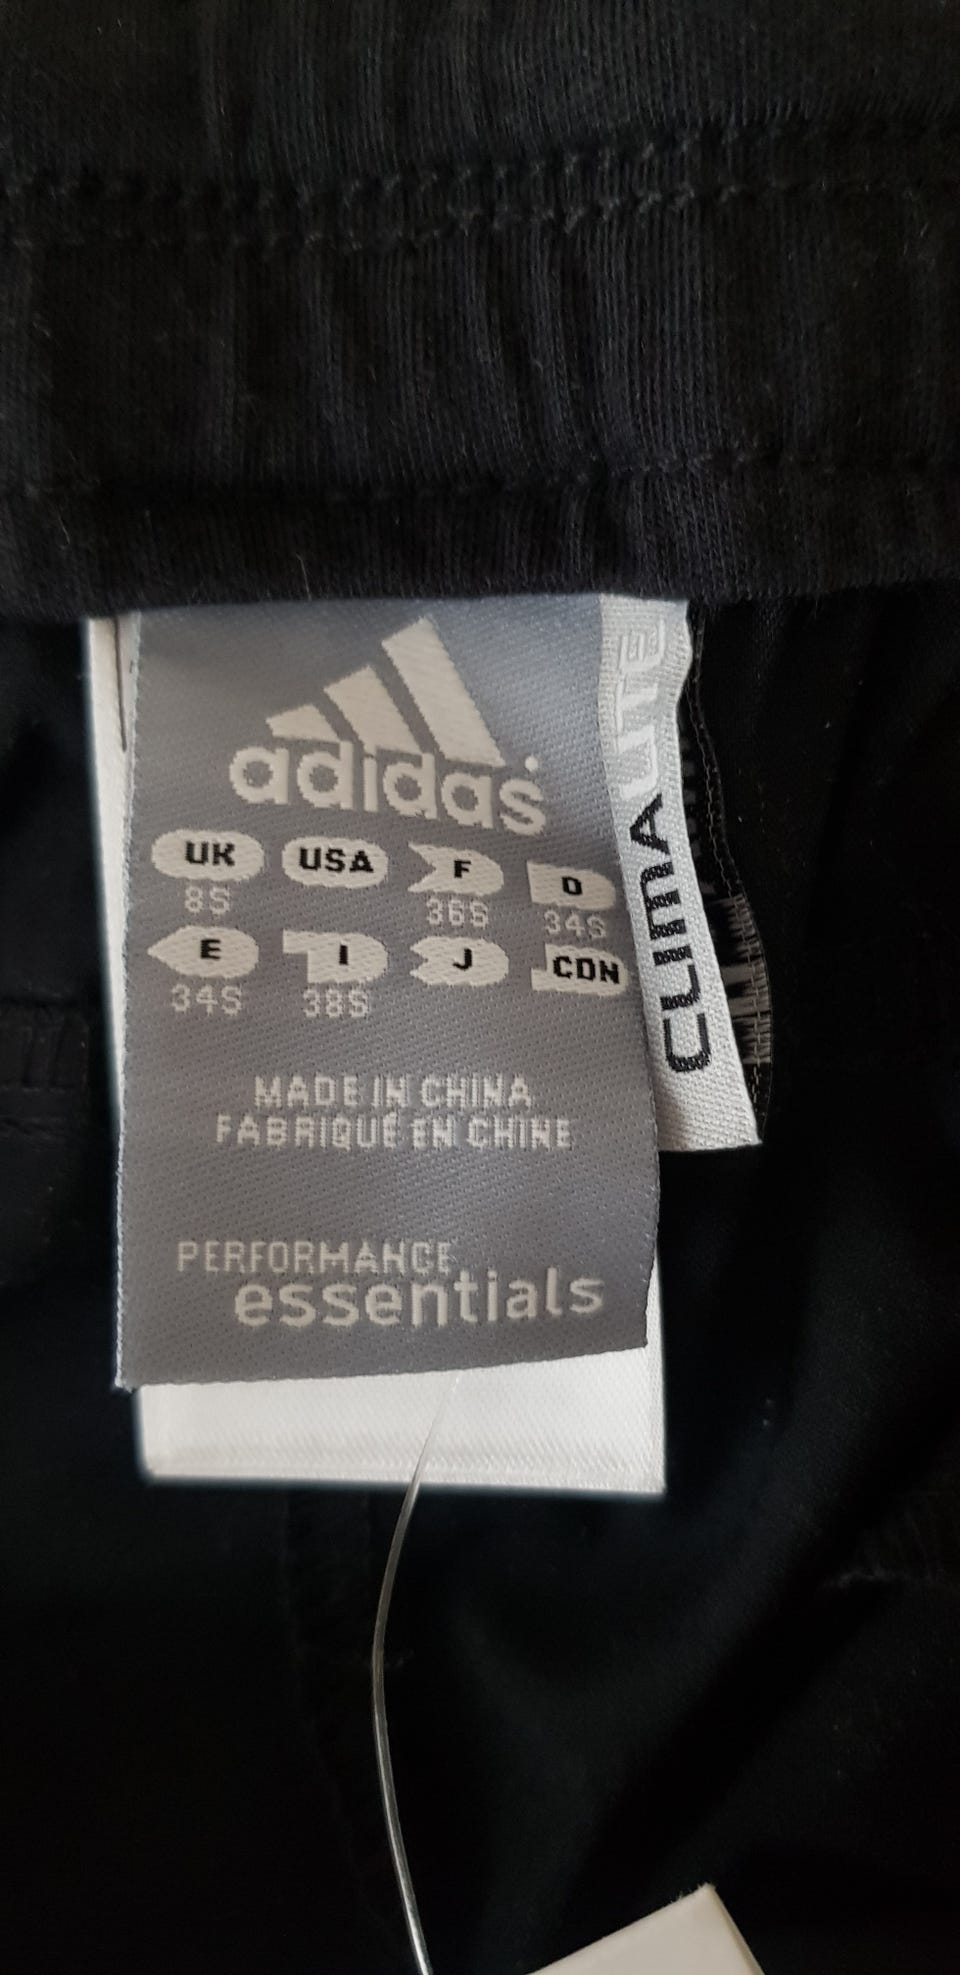 adidas
UK USA F D
8S 36S 34S
E I J CDN
34S 38S
MADE IN CHINA
FABRIQUÉ EN CHINE
PERFORMANCE
essentials
CLIMALITE